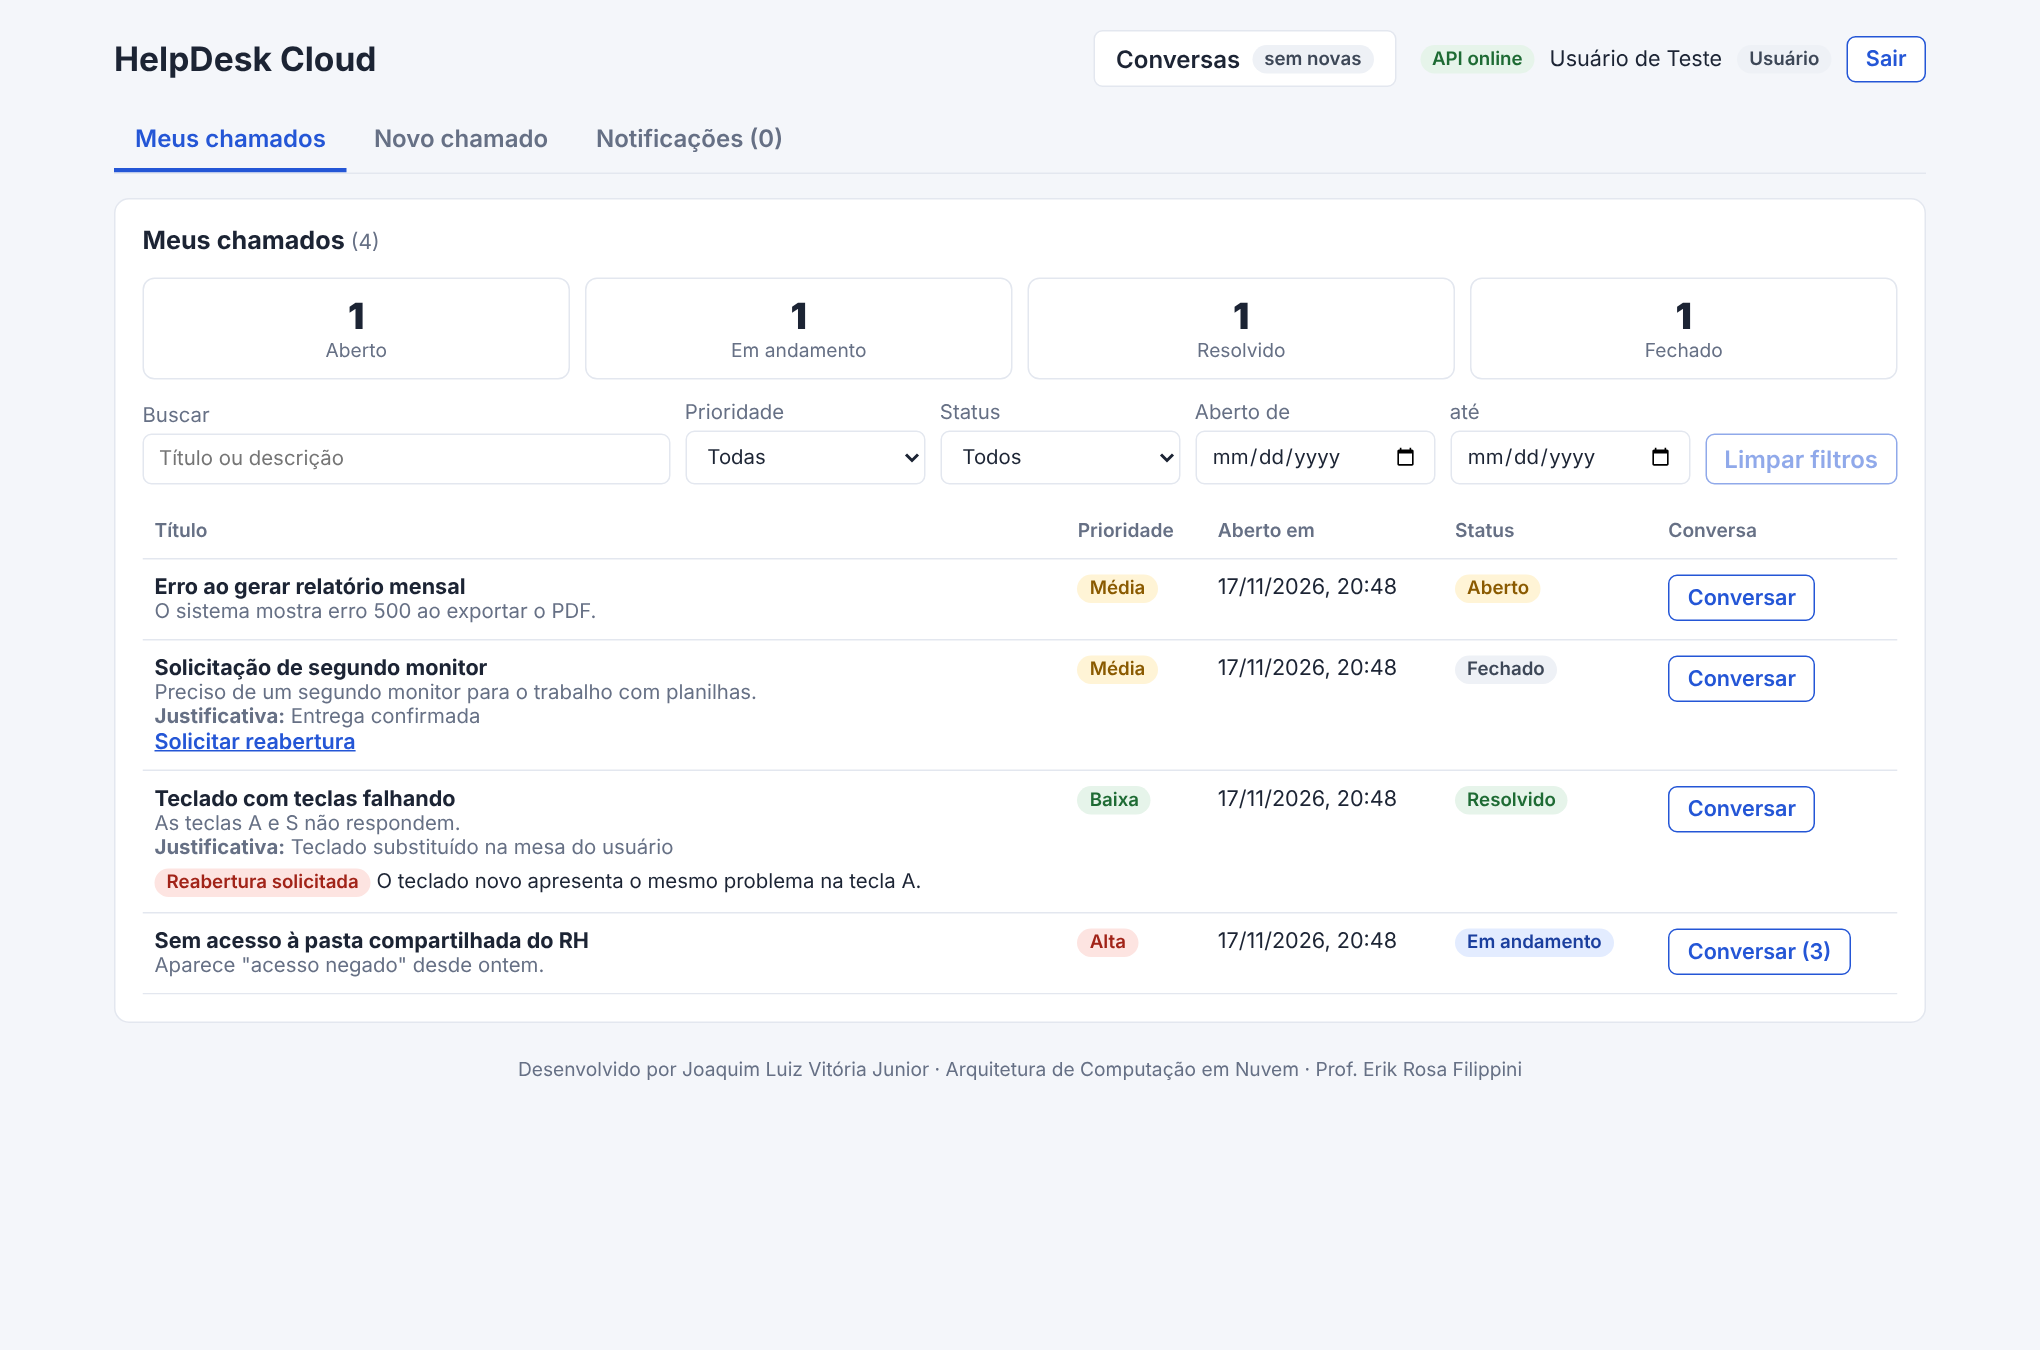 HelpDesk Cloud
Conversas sem novas API online Usuário de Teste Usuário Sair
Meus chamados Novo chamado Notificações (0)
Meus chamados (4)
1 1 1 1
Aberto Em andamento Resolvido Fechado
Buscar Prioridade Status Aberto de até
Título ou descrição Todas Todos mm/dd/yyyy mm/dd/yyyy Limpar filtros
Título Prioridade Aberto em Status Conversa
Erro ao gerar relatório mensal Média 17/11/2026, 20:48 Aberto Conversar
O sistema mostra erro 500 ao exportar o PDF.
Solicitação de segundo monitor Média 17/11/2026, 20:48 Fechado Conversar
Preciso de um segundo monitor para o trabalho com planilhas.
Justificativa: Entrega confirmada
Solicitar reabertura
Teclado com teclas falhando Baixa 17/11/2026, 20:48 Resolvido Conversar
As teclas A e S não respondem.
Justificativa: Teclado substituído na mesa do usuário
Reabertura solicitada O teclado novo apresenta o mesmo problema na tecla A.
Sem acesso à pasta compartilhada do RH Alta 17/11/2026, 20:48 Em andamento Conversar (3)
Aparece "acesso negado" desde ontem.
Desenvolvido por Joaquim Luiz Vitória Junior · Arquitetura de Computação em Nuvem · Prof. Erik Rosa Filippini